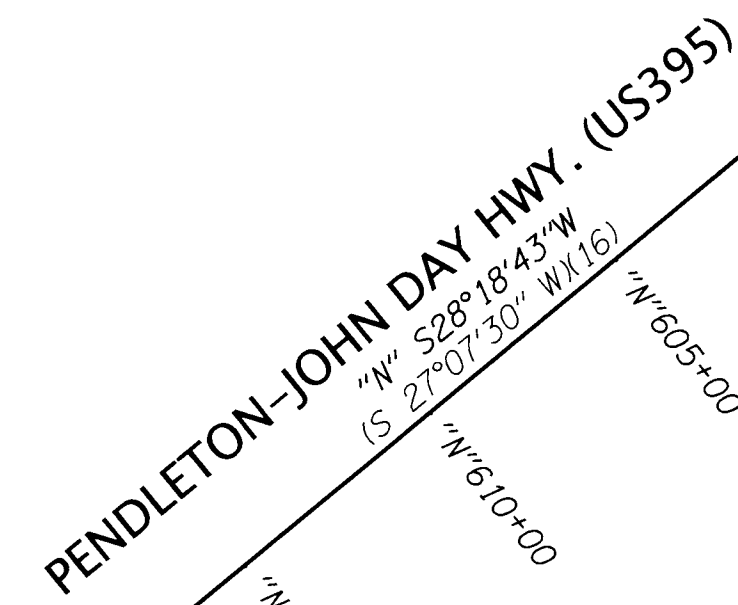 PENDLETON-JOHN DAY HWY. (US395)
"N" S28°18'43"W
(S 27°07'30" W)(16)
"N"605+00
"N"610+00
"N